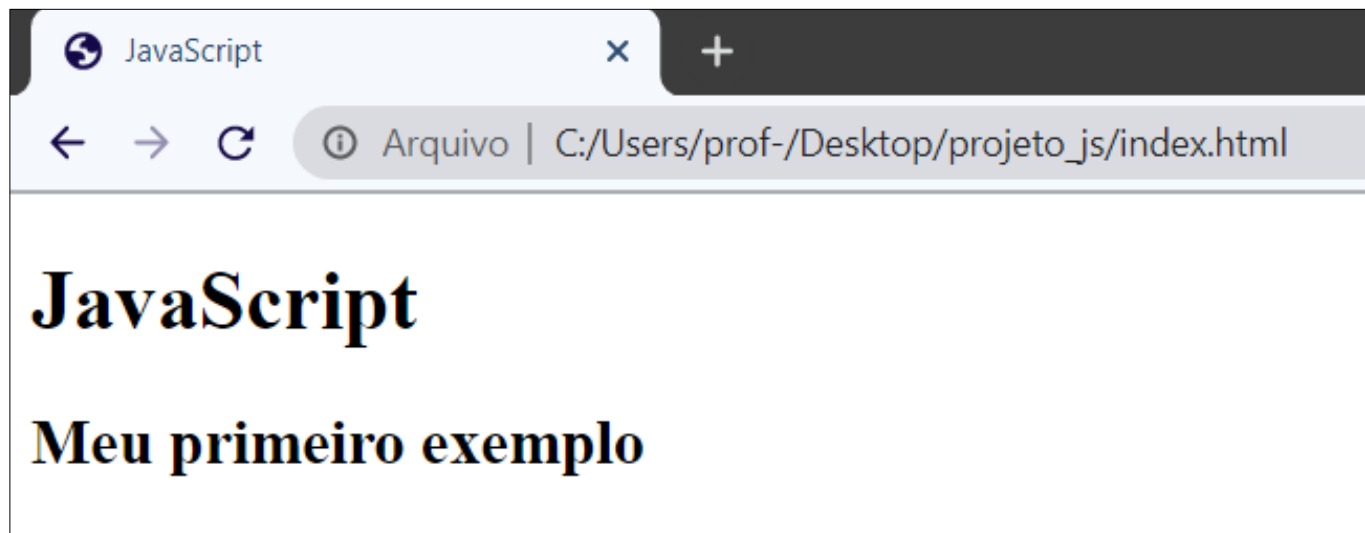 JavaScript
Arquivo | C:/Users/prof-/Desktop/projeto_js/index.html
JavaScript
Meu primeiro exemplo